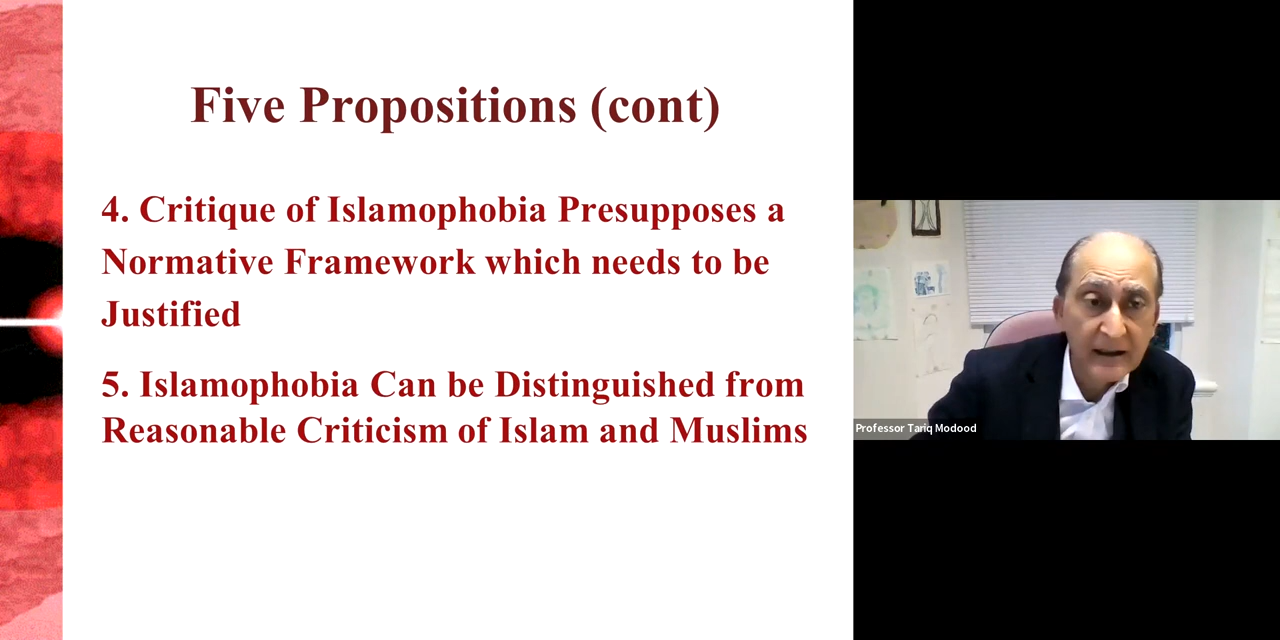 Five Propositions (cont)
4. Critique of Islamophobia Presupposes a
Normative Framework which needs to be
Justified
5. Islamophobia Can be Distinguished from
Reasonable Criticism of Islam and Muslims
Professor Tariq Modood